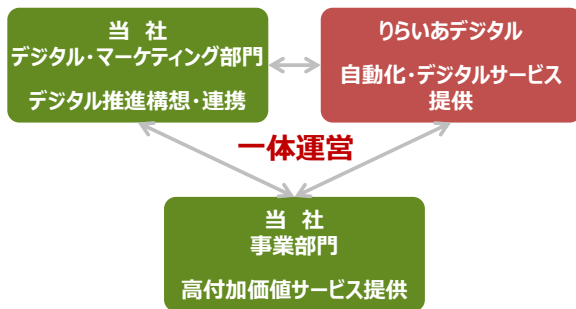 当 社
デジタル・マーケティング部門
デジタル推進構想・連携
りらいあデジタル
自動化・デジタルサービス
提供
一体運営
当 社
事業部門
高付加価値サービス提供